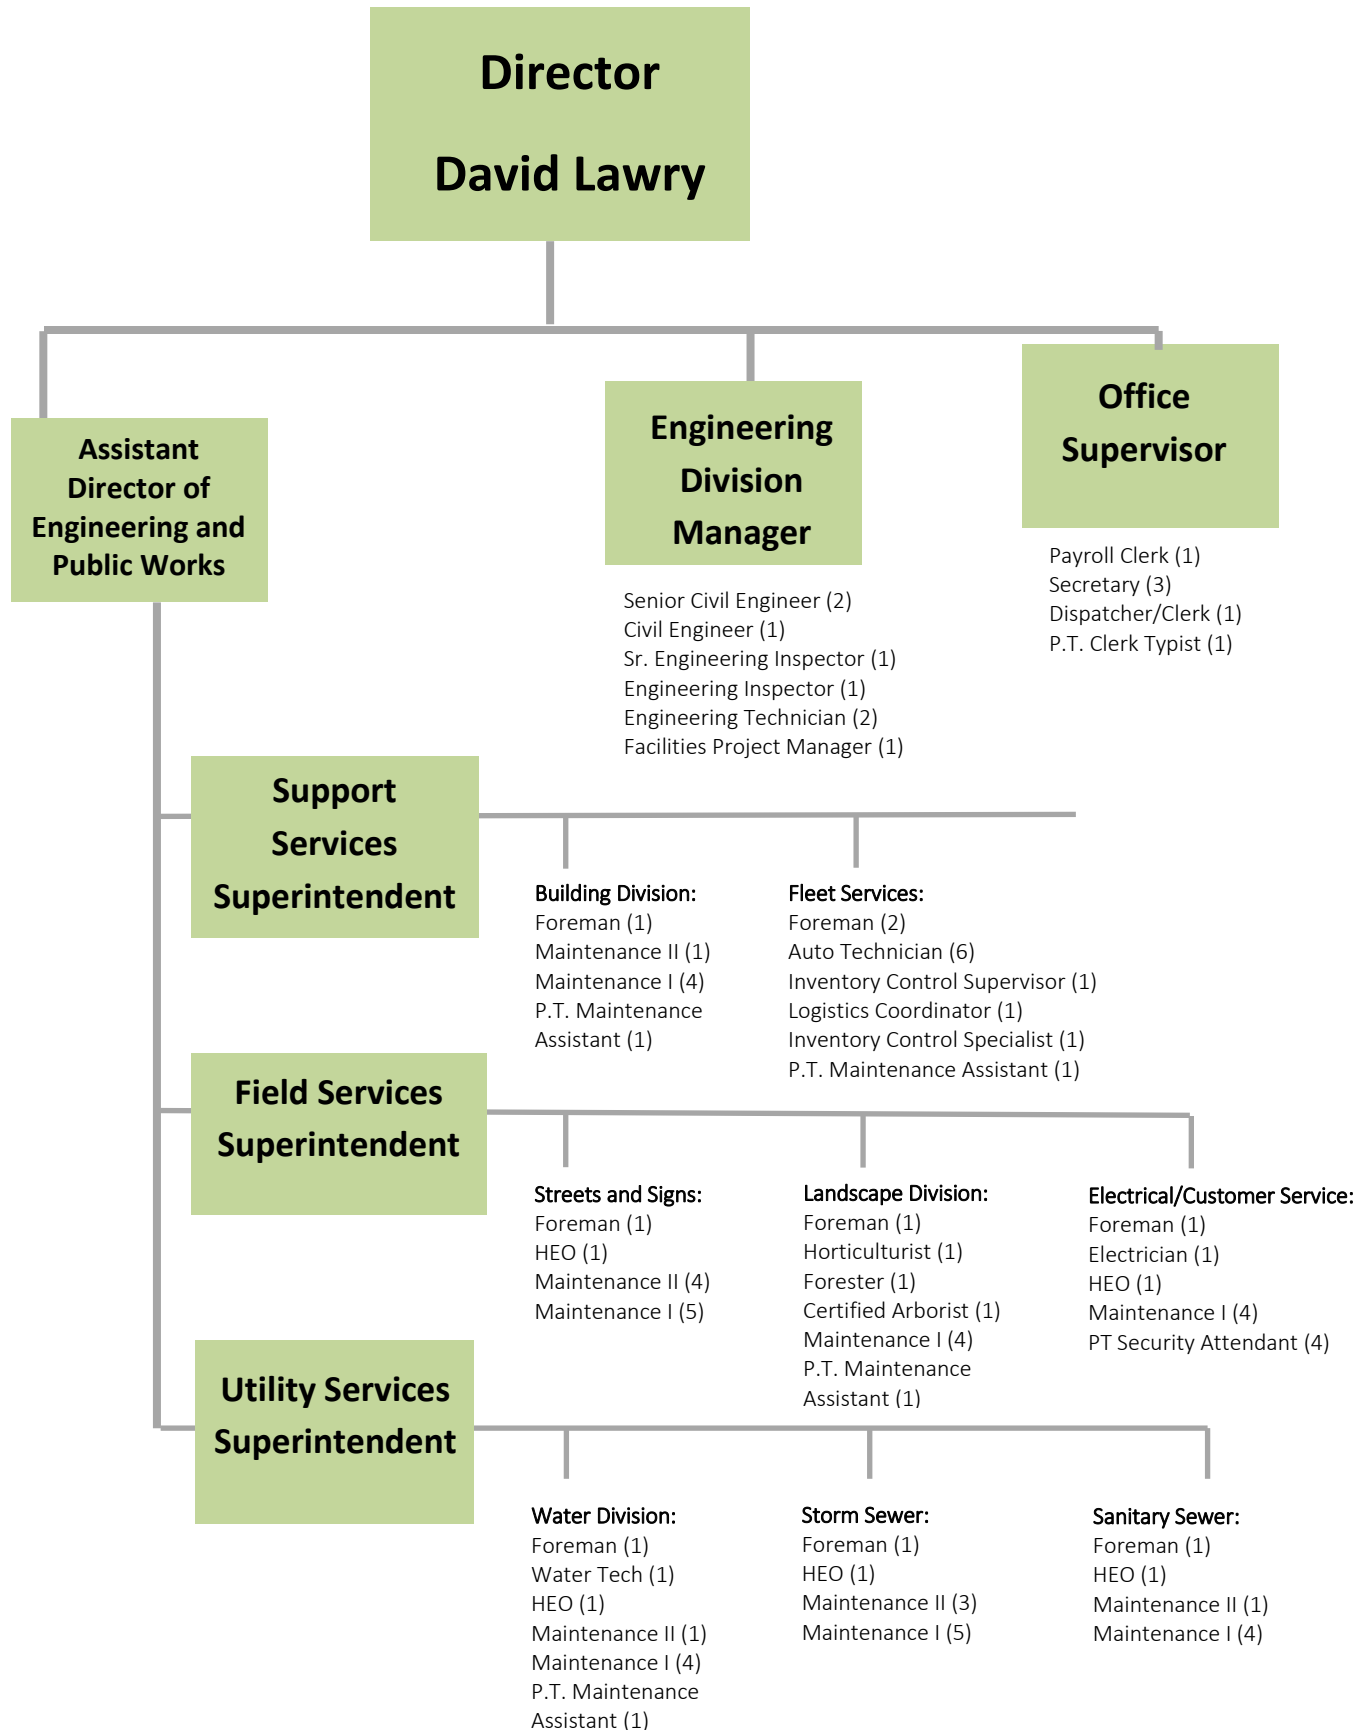 Director
David Lawry
Assistant
Director of
Engineering and
Public Works
Engineering
Division
Manager
Senior Civil Engineer (2)
Civil Engineer (1)
Sr. Engineering Inspector (1)
Engineering Inspector (1)
Engineering Technician (2)
Facilities Project Manager (1)
Office
Supervisor
Payroll Clerk (1)
Secretary (3)
Dispatcher/Clerk (1)
P.T. Clerk Typist (1)
Support
Services
Superintendent
Building Division:
Foreman (1)
Maintenance II (1)
Maintenance I (4)
P.T. Maintenance
Assistant (1)
Fleet Services:
Foreman (2)
Auto Technician (6)
Inventory Control Supervisor (1)
Logistics Coordinator (1)
Inventory Control Specialist (1)
P.T. Maintenance Assistant (1)
Field Services
Superintendent
Streets and Signs:
Foreman (1)
HEO (1)
Maintenance II (4)
Maintenance I (5)
Landscape Division:
Foreman (1)
Horticulturist (1)
Forester (1)
Certified Arborist (1)
Maintenance I (4)
P.T. Maintenance
Assistant (1)
Electrical/Customer Service:
Foreman (1)
Electrician (1)
HEO (1)
Maintenance I (4)
PT Security Attendant (4)
Utility Services
Superintendent
Water Division:
Foreman (1)
Water Tech (1)
HEO (1)
Maintenance II (1)
Maintenance I (4)
P.T. Maintenance
Assistant (1)
Storm Sewer:
Foreman (1)
HEO (1)
Maintenance II (3)
Maintenance I (5)
Sanitary Sewer:
Foreman (1)
HEO (1)
Maintenance II (1)
Maintenance I (4)